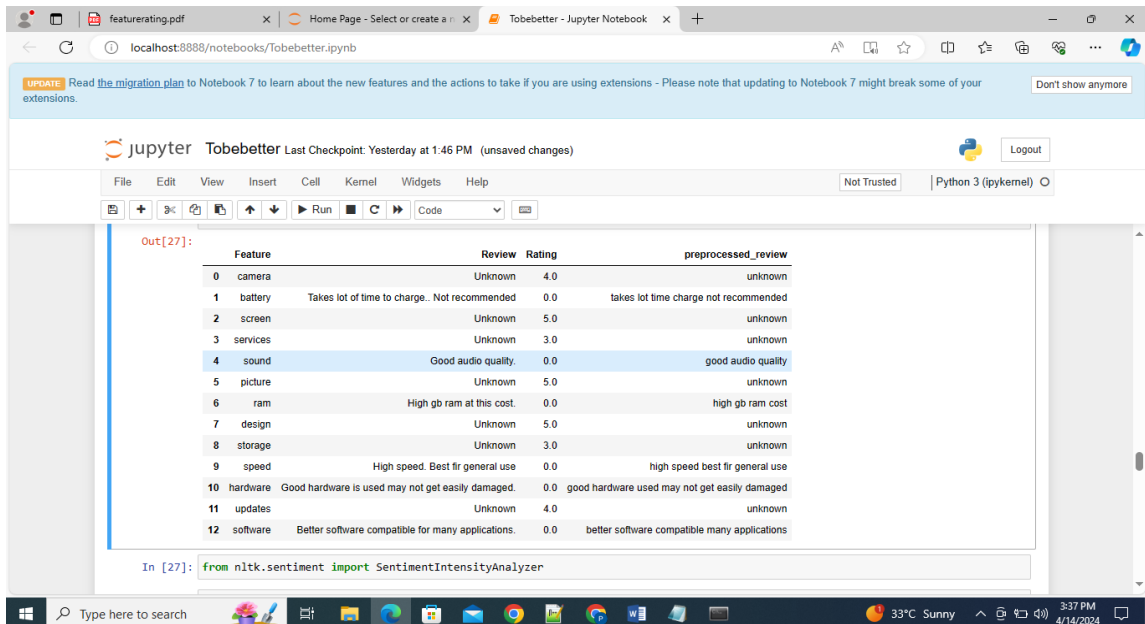 featurerating.pdf
Home Page - Select or create a n
Tobebetter - Jupyter Notebook
localhost:8888/notebooks/Tobebetter.ipynb
UPDATE Read the migration plan to Notebook 7 to learn about the new features and the actions to take if you are using extensions - Please note that updating to Notebook 7 might break some of your
extensions.
Don't show anymore
jupyter Tobebetter Last Checkpoint: Yesterday at 1:46 PM (unsaved changes)
Logout
File Edit View Insert Cell Kernel Widgets Help
Not Trusted
Python 3 (ipykernel)
Run
Code
Out[27]:
Feature Review Rating preprocessed_review
0 camera Unknown 4.0 unknown
1 battery Takes lot of time to charge.. Not recommended 0.0 takes lot time charge not recommended
2 screen Unknown 5.0 unknown
3 services Unknown 3.0 unknown
4 sound Good audio quality. 0.0 good audio quality
5 picture Unknown 5.0 unknown
6 ram High gb ram at this cost. 0.0 high gb ram cost
7 design Unknown 5.0 unknown
8 storage Unknown 3.0 unknown
9 speed High speed. Best fir general use 0.0 high speed best fir general use
10 hardware Good hardware is used may not get easily damaged. 0.0 good hardware used may not get easily damaged
11 updates Unknown 4.0 unknown
12 software Better software compatible for many applications. 0.0 better software compatible many applications
In [27]: from nltk.sentiment import SentimentIntensityAnalyzer
Type here to search
33°C Sunny
3:37 PM
4/14/2024